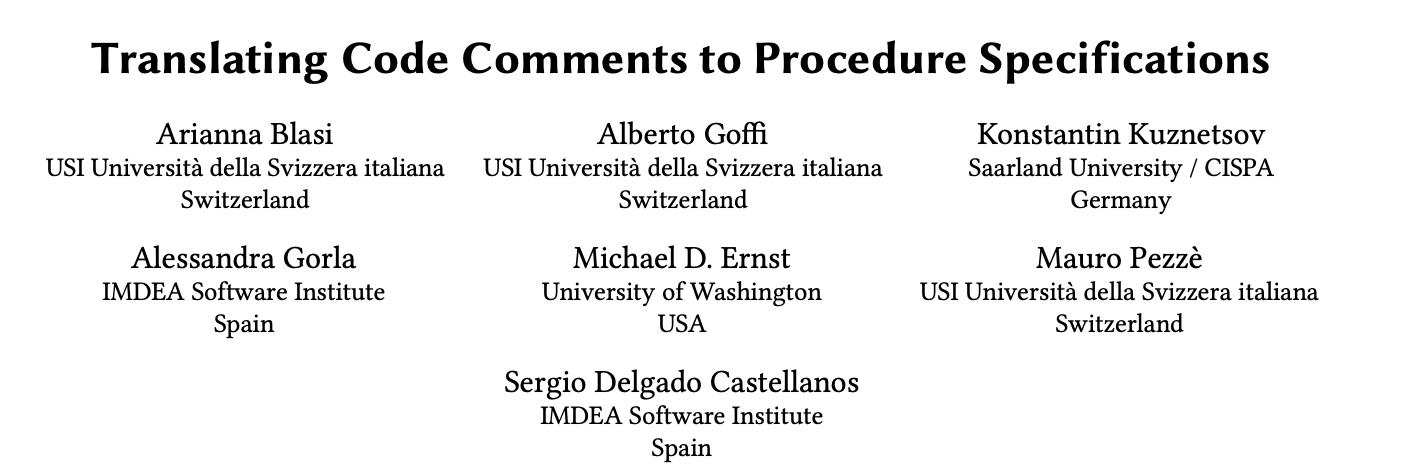 Translating Code Comments to Procedure Specifications
Arianna Blasi
USI Università della Svizzera italiana
Switzerland
Alberto Goffi
USI Università della Svizzera italiana
Switzerland
Konstantin Kuznetsov
Saarland University / CISPA
Germany
Alessandra Gorla
IMDEA Software Institute
Spain
Michael D. Ernst
University of Washington
USA
Mauro Pezzè
USI Università della Svizzera italiana
Switzerland
Sergio Delgado Castellanos
IMDEA Software Institute
Spain